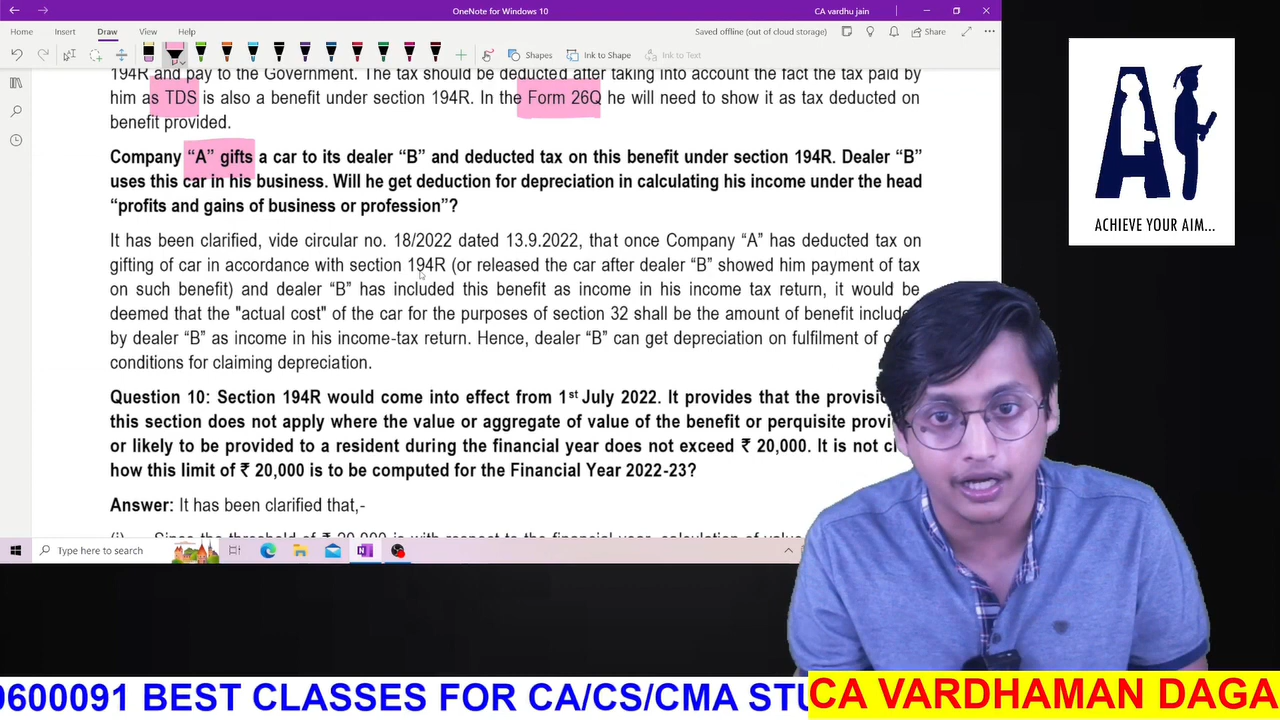 OneNote for Windows 10
CA vardhu jain
Home Insert Draw View Help
Saved offline (out of cloud storage)
Share
Shapes
Ink to Shape
Ink to Text
194R and pay to the Government. The tax should be deducted after taking into account the fact the tax paid by
him as TDS is also a benefit under section 194R. In the Form 26Q he will need to show it as tax deducted on
benefit provided.
Company “A” gifts a car to its dealer “B” and deducted tax on this benefit under section 194R. Dealer “B”
uses this car in his business. Will he get deduction for depreciation in calculating his income under the head
“profits and gains of business or profession”?
It has been clarified, vide circular no. 18/2022 dated 13.9.2022, that once Company “A” has deducted tax on
gifting of car in accordance with section 194R (or released the car after dealer “B” showed him payment of tax
on such benefit) and dealer “B” has included this benefit as income in his income tax return, it would be
deemed that the "actual cost" of the car for the purposes of section 32 shall be the amount of benefit
by dealer “B” as income in his income-tax return. Hence, dealer “B” can get depreciation on fulfilment of
conditions for claiming depreciation.
Question 10: Section 194R would come into effect from 1st July 2022. It provides that the
this section does not apply where the value or aggregate of value of the benefit or perquisite
or likely to be provided to a resident during the financial year does not exceed ₹ 20,000. It is not
how this limit of ₹ 20,000 is to be computed for the Financial Year 2022-23?
Answer: It has been clarified that,-
Type here to search
ACHIEVE YOUR AIM...
0600091 BEST CLASSES FOR CA/CS/CMA
CA VARDHAMAN DAGA